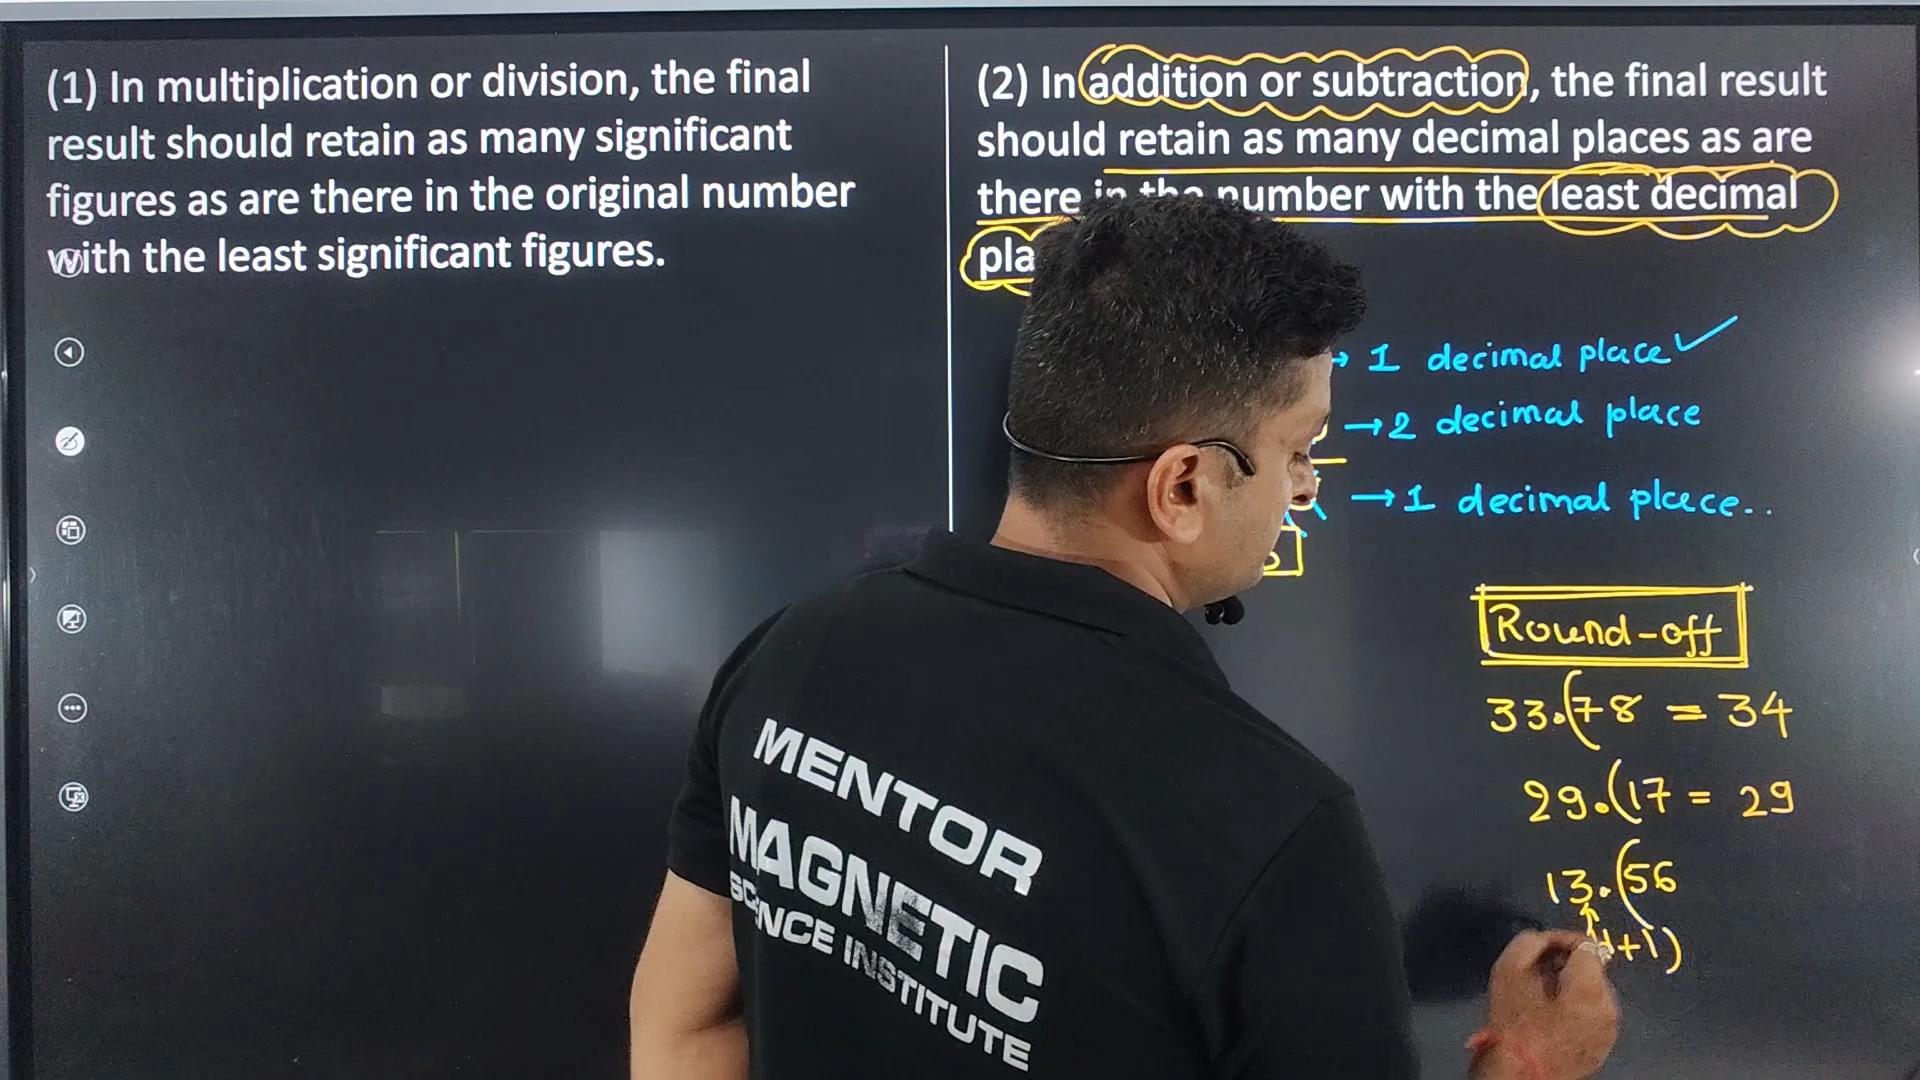 (1) In multiplication or division, the final
result should retain as many significant
figures as are there in the original number
with the least significant figures.
(2) In addition or subtraction, the final result
should retain as many decimal places as are
there in the number with the least decimal
→ 1 decimal place ✓
→ 2 decimal place
→ 1 decimal place..
Round-off
33.(78 = 34
29.(17 = 29
13.(56
+1)
MENTOR
MAGNETIC
SCIENCE INSTITUTE